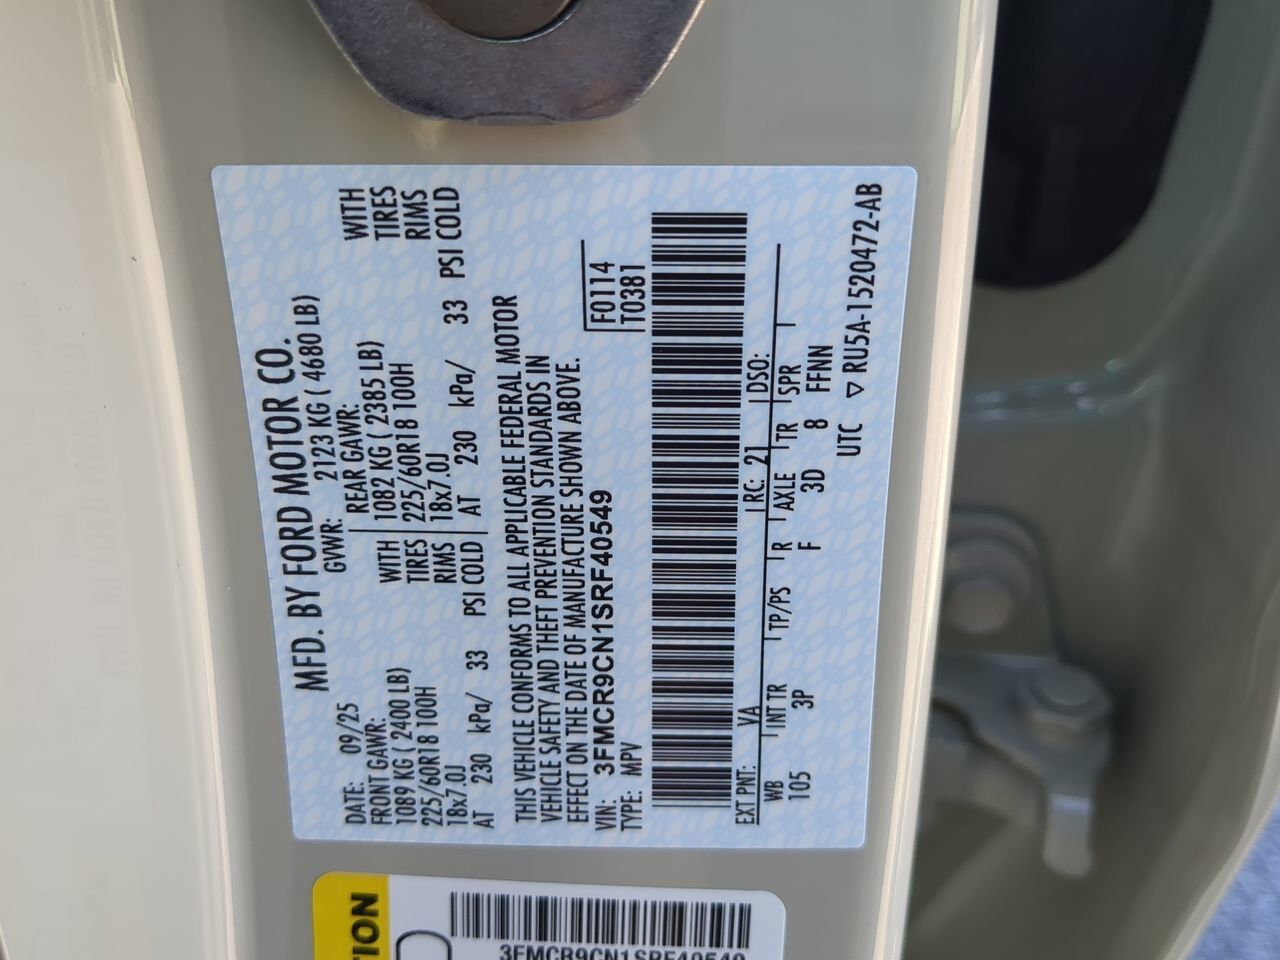 MFD. BY FORD MOTOR CO.
DATE: 09/25
GVWR: 2123 KG ( 4680 LB)
FRONT GAWR:
1089 KG ( 2400 LB)
WITH
225/60R18 100H
TIRES
18x7.0J
RIMS
AT 230 kPa/ 33 PSI COLD
REAR GAWR:
1082 KG ( 2385 LB)
WITH
225/60R18 100H
TIRES
18x7.0J
RIMS
AT 230 kPa/ 33 PSI COLD
THIS VEHICLE CONFORMS TO ALL APPLICABLE FEDERAL MOTOR
VEHICLE SAFETY AND THEFT PREVENTION STANDARDS IN
EFFECT ON THE DATE OF MANUFACTURE SHOWN ABOVE.
VIN: 3FMCR9CN1SRF40549
F0114
TYPE: MPV
T0381
EXT PNT: VA RC: 21 DSO:
WB INT TR TP/PS R AXLE TR SPR
105 3P F 3D 8 FFNN
UTC ▽ RU5A-1520472-AB
3FMCR9CN1SRF40549